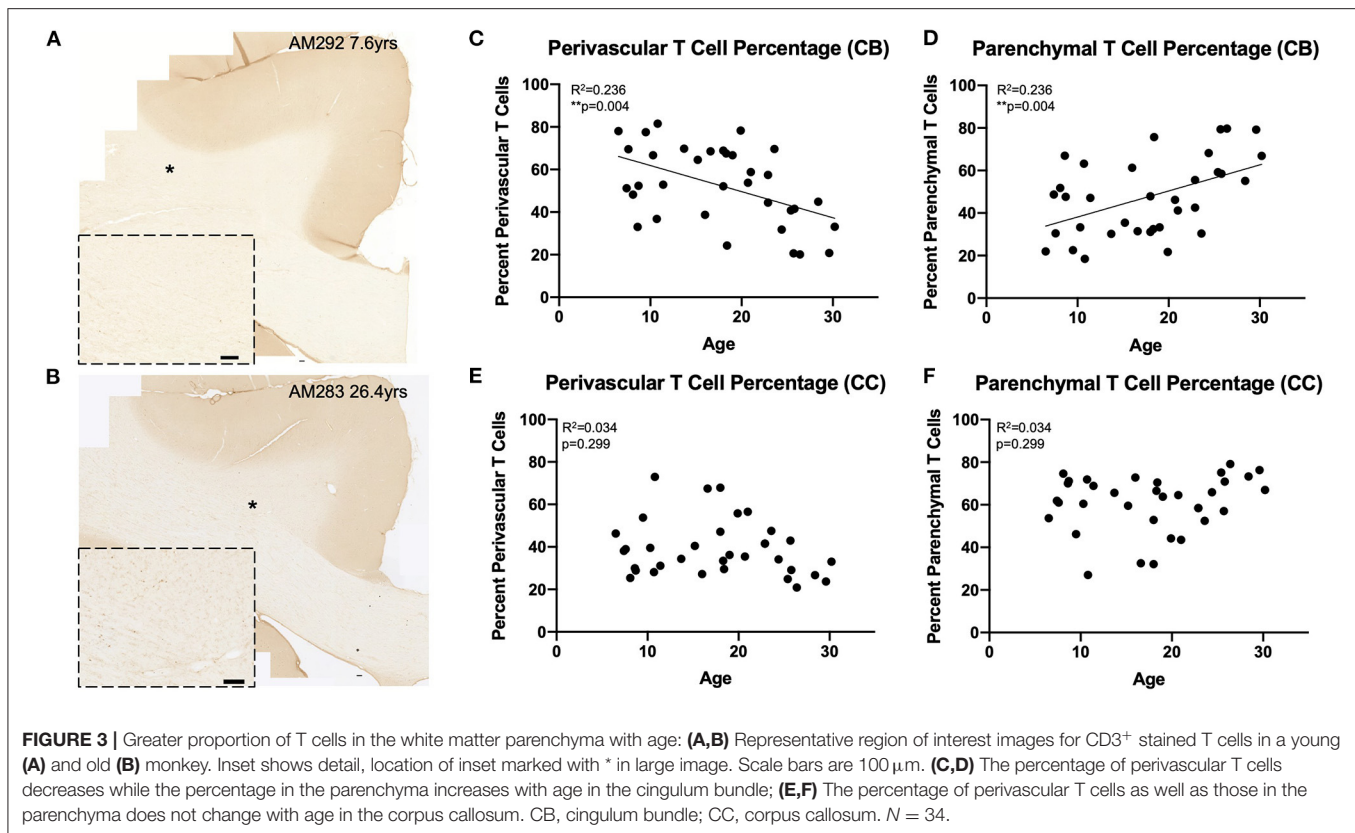 A
AM292 7.6yrs
*
B
AM283 26.4yrs
*
C
Perivascular T Cell Percentage (CB)
R²=0.236
**p=0.004
Percent Perivascular T Cells
100
80
60
40
20
0
0 10 20 30
Age
D
Parenchymal T Cell Percentage (CB)
R²=0.236
**p=0.004
Percent Parenchymal T Cells
100
80
60
40
20
0
0 10 20 30
Age
E
Perivascular T Cell Percentage (CC)
R²=0.034
p=0.299
Percent Perivascular T Cells
100
80
60
40
20
0
0 10 20 30
Age
F
Parenchymal T Cell Percentage (CC)
R²=0.034
p=0.299
Percent Parenchymal T Cells
100
80
60
40
20
0
0 10 20 30
Age
FIGURE 3 | Greater proportion of T cells in the white matter parenchyma with age: (A,B) Representative region of interest images for CD3⁺ stained T cells in a young
(A) and old (B) monkey. Inset shows detail, location of inset marked with * in large image. Scale bars are 100 μm. (C,D) The percentage of perivascular T cells
decreases while the percentage in the parenchyma increases with age in the cingulum bundle; (E,F) The percentage of perivascular T cells as well as those in the
parenchyma does not change with age in the corpus callosum. CB, cingulum bundle; CC, corpus callosum. N = 34.